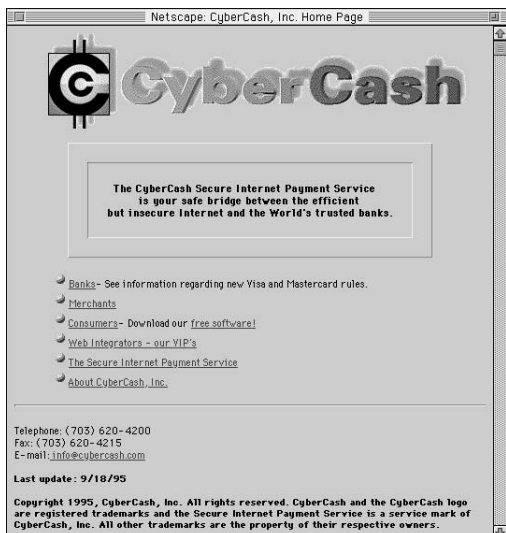 Netscape: CyberCash, Inc. Home Page
CyberCash
The CyberCash Secure Internet Payment Service
is your safe bridge between the efficient
but insecure Internet and the World's trusted banks.
Banks- See information regarding new Visa and Mastercard rules.
Merchants
Consumers- Download our free software!
Web Integrators - our VIP's
The Secure Internet Payment Service
About CyberCash, Inc.
Telephone: (703) 620-4200
Fax: (703) 620-4215
E-mail: info@cybercash.com
Last update: 9/18/95
Copyright 1995, CyberCash, Inc. All rights reserved. CyberCash and the CyberCash logo
are registered trademarks and the Secure Internet Payment Service is a service mark of
CyberCash, Inc. All other trademarks are the property of their respective owners.